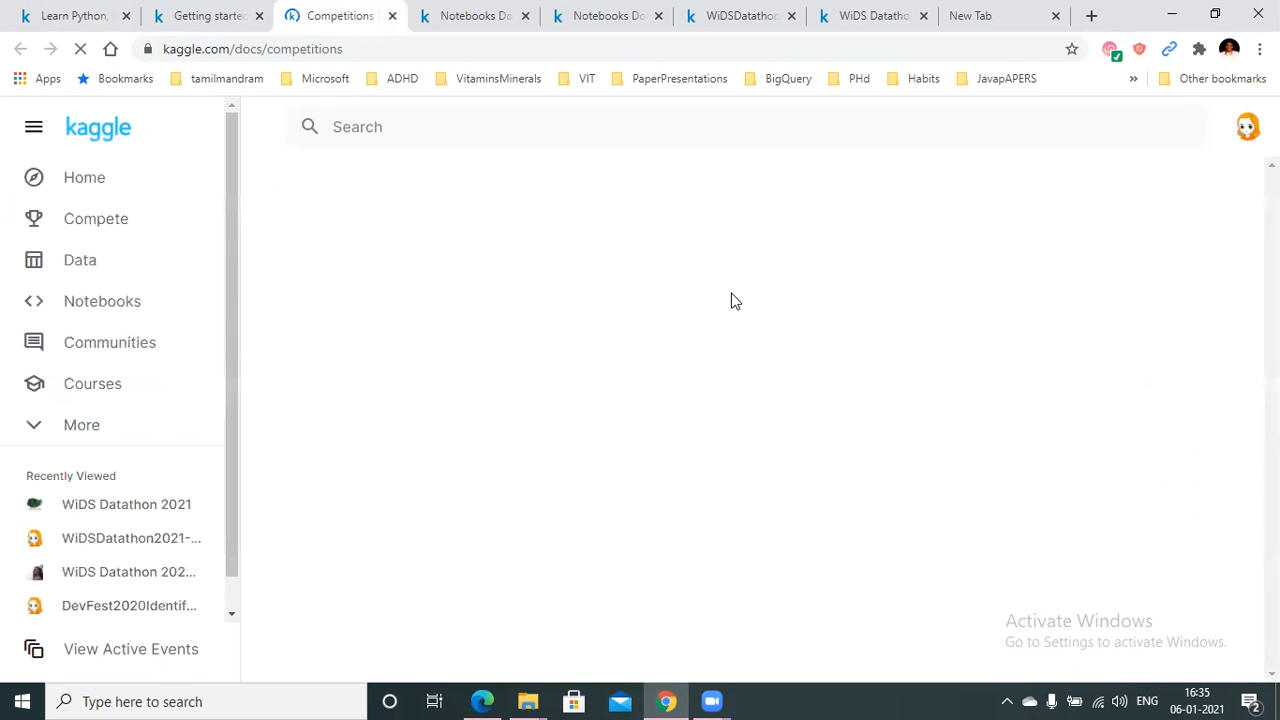 Learn Python, Getting started Competitions Notebooks Do Notebooks Do WiDSDatathon WiDS Datatho New Tab
kaggle.com/docs/competitions
Apps Bookmarks tamilmandram Microsoft ADHD VitaminsMinerals VIT PaperPresentations BigQuery PHd Habits JavapAPERS » Other bookmarks
kaggle
Search
Home
Compete
Data
Notebooks
Communities
Courses
More
Recently Viewed
WiDS Datathon 2021
WiDSDatathon2021-...
WiDS Datathon 202...
DevFest2020Identif...
View Active Events
Activate Windows
Go to Settings to activate Windows.
Type here to search
ENG
16:35
06-01-2021
2